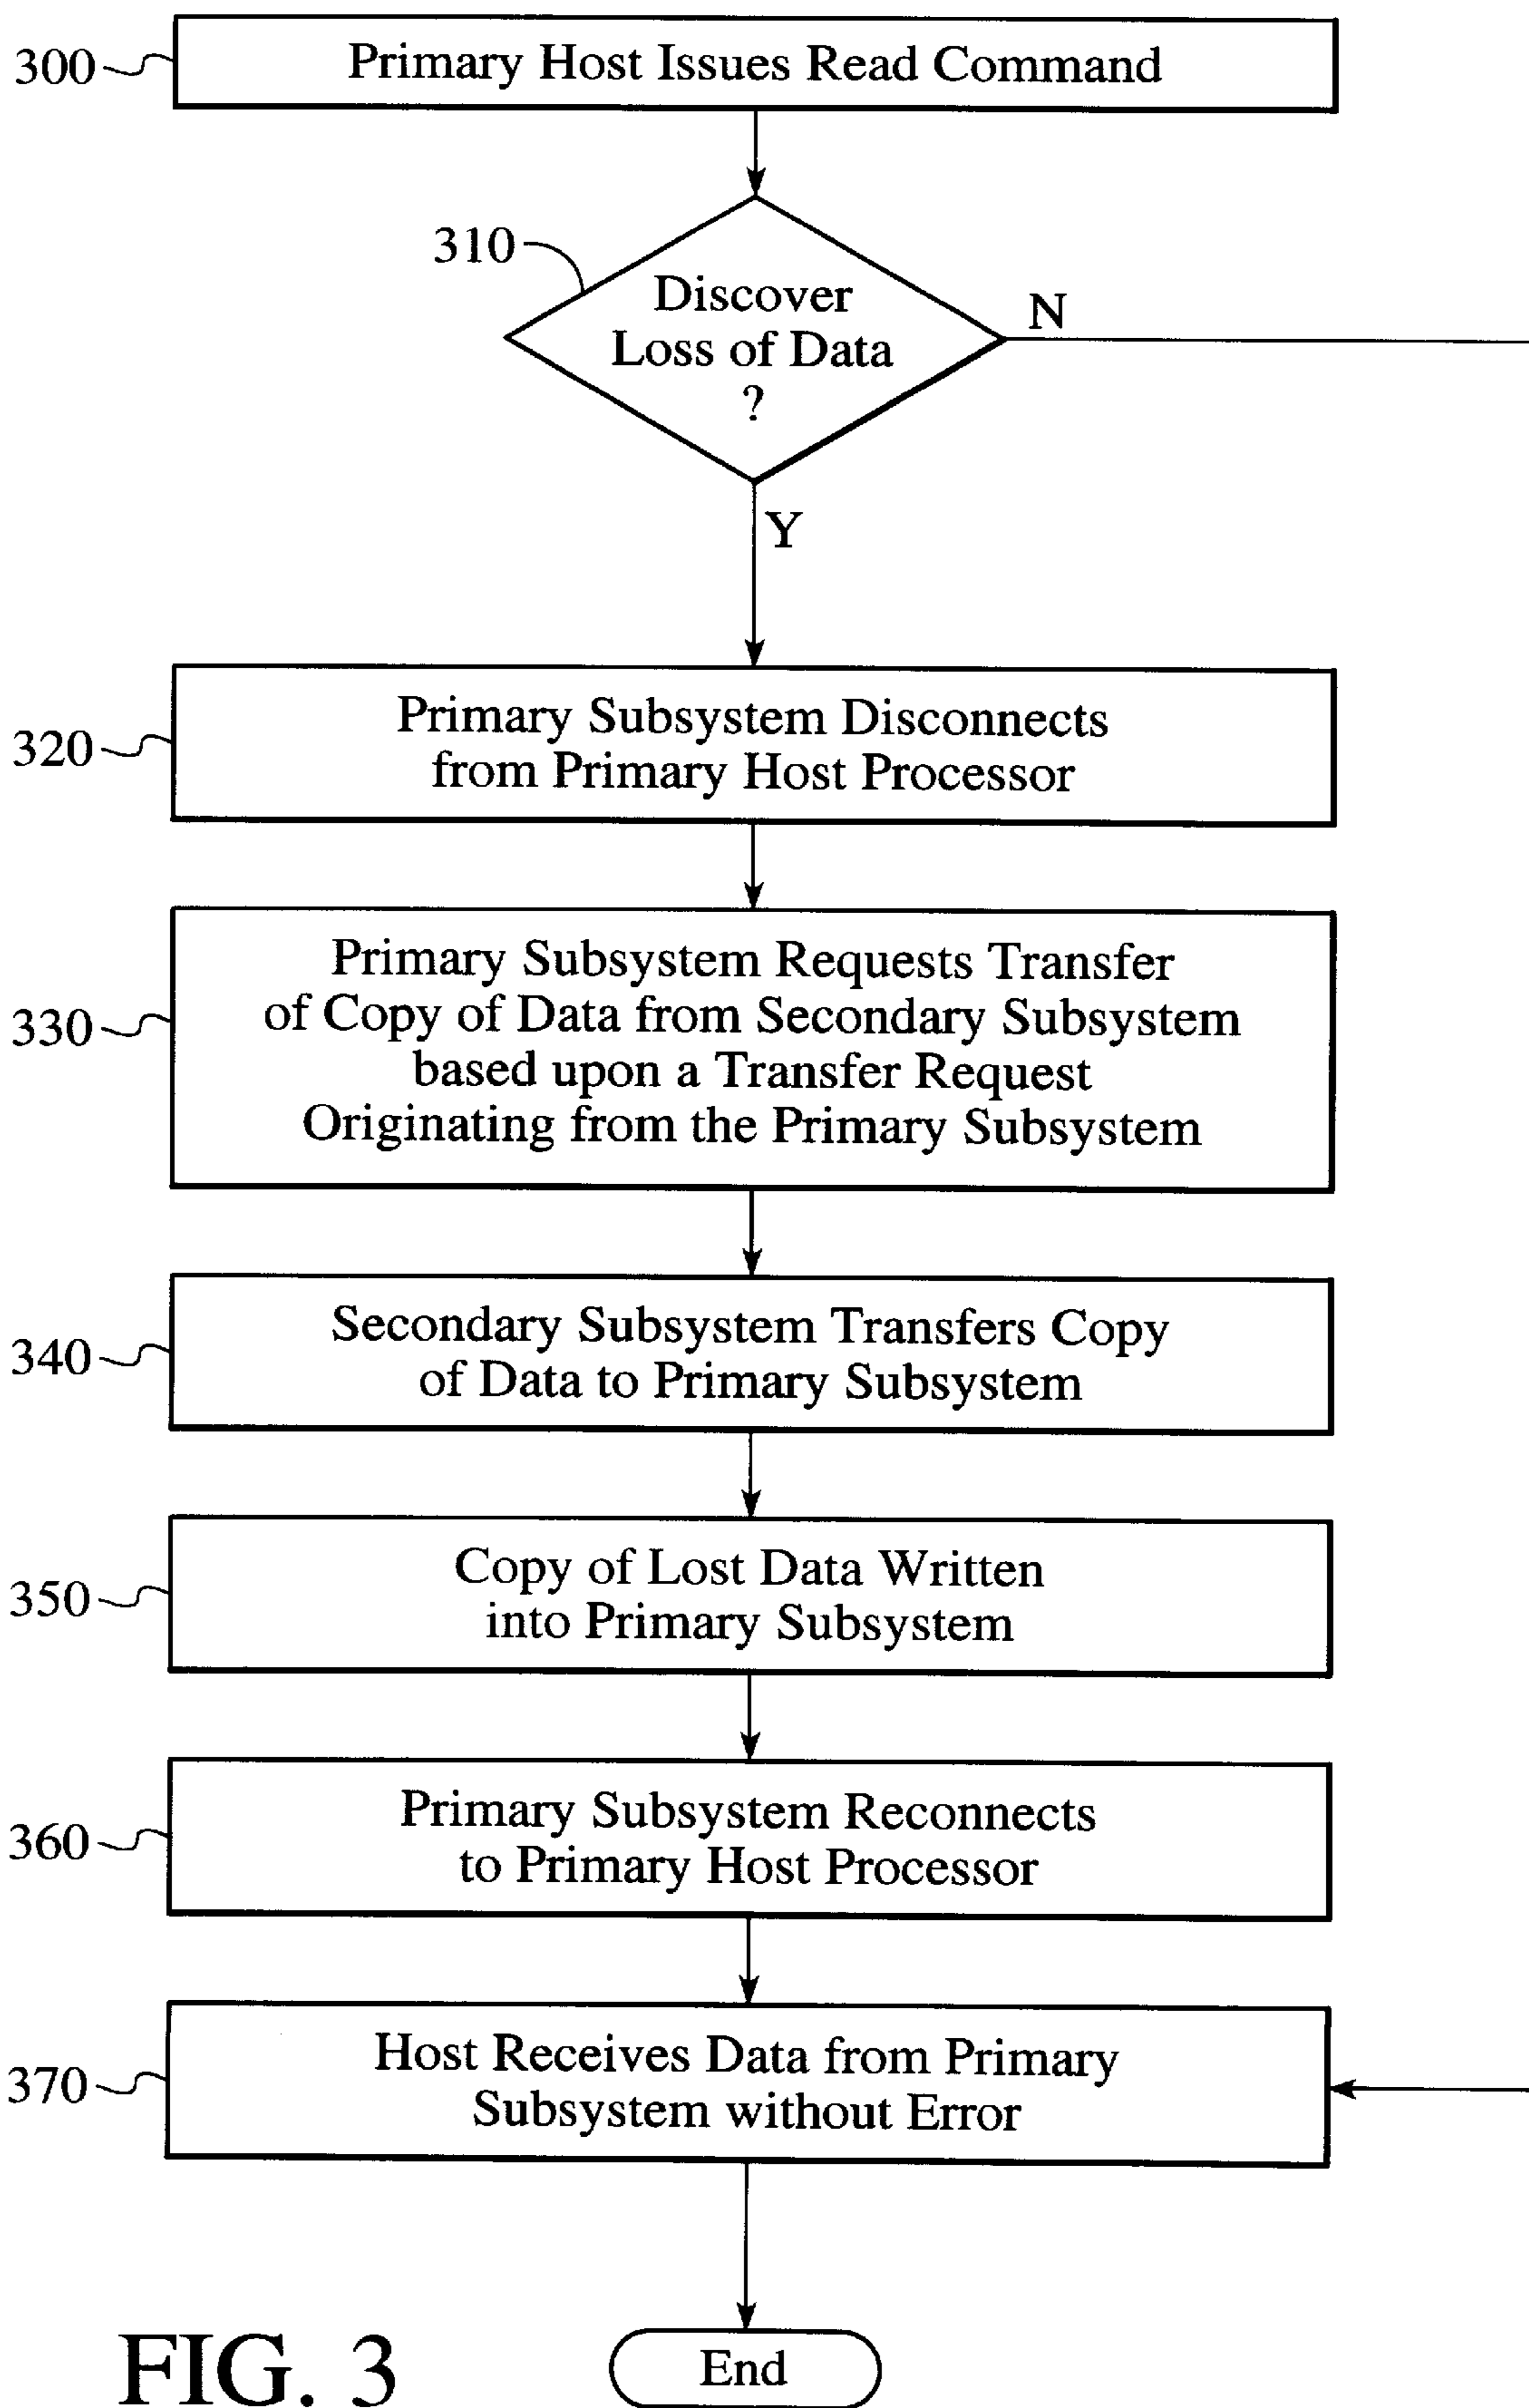 300
Primary Host Issues Read Command
310
Discover
Loss of Data
?
N
Y
320
Primary Subsystem Disconnects
from Primary Host Processor
330
Primary Subsystem Requests Transfer
of Copy of Data from Secondary Subsystem
based upon a Transfer Request
Originating from the Primary Subsystem
340
Secondary Subsystem Transfers Copy
of Data to Primary Subsystem
350
Copy of Lost Data Written
into Primary Subsystem
360
Primary Subsystem Reconnects
to Primary Host Processor
370
Host Receives Data from Primary
Subsystem without Error
End
FIG. 3